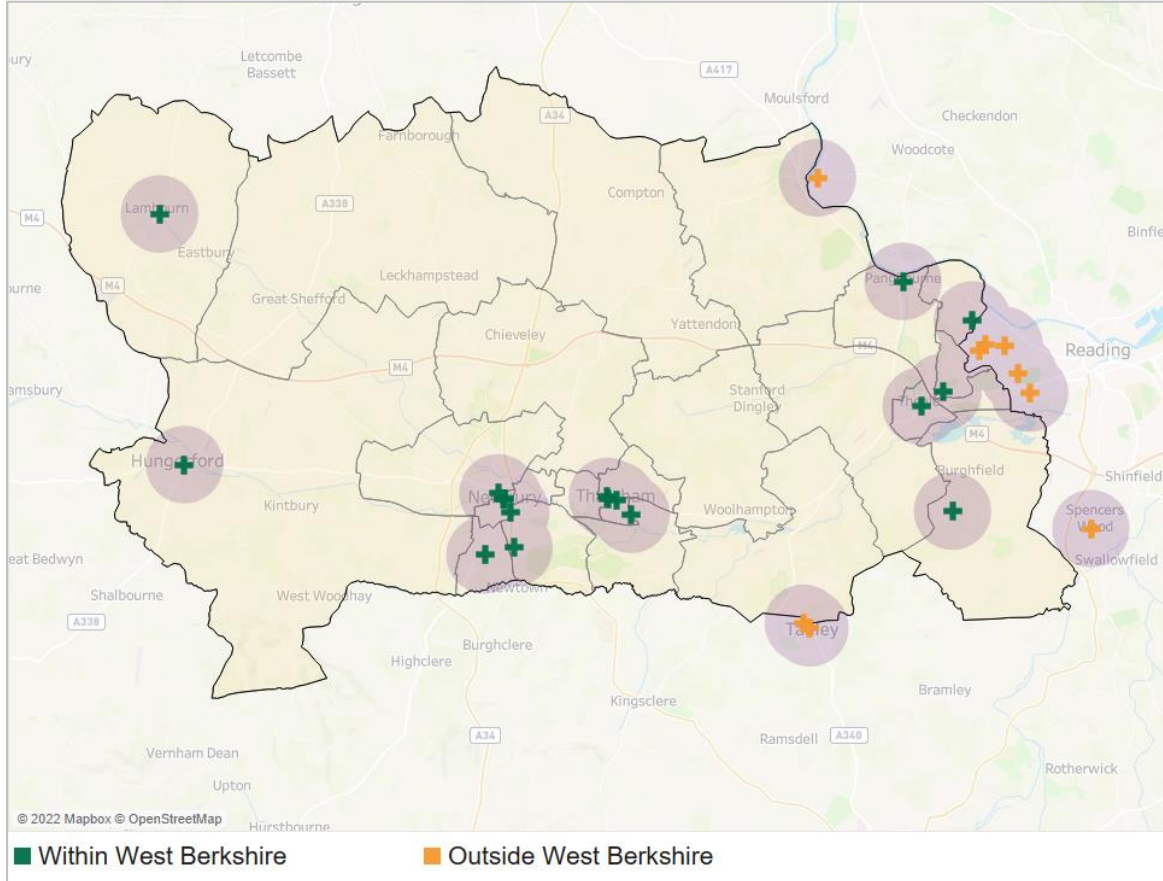 Letcombe
Bassett
A417
Moulsford
Checkendon
A34
Farnborough
Woodcote
Compton
A338
Lambourn
M4
Eastbury
Binfie
Leckhampstead
Pangbourne
M4
Great Shefford
Yattendon
Chieveley
M4
Reading
M4
Stanford
Dingley
Theale
M4
Hungerford
Burghfield
Shinfield
Newbury
Thatcham
Kintbury
Woolhampton
Spencers
Wood
eat Bedwyn
Swallowfield
Newtown
Shalbourne
West Woodhay
A338
Tadley
Burghclere
Highclere
Bramley
Kingsclere
A34
Ramsdell
A340
Vernham Dean
Rotherwick
Upton
© 2022 Mapbox © OpenStreetMap
Hurstbourne
Within West Berkshire
Outside West Berkshire